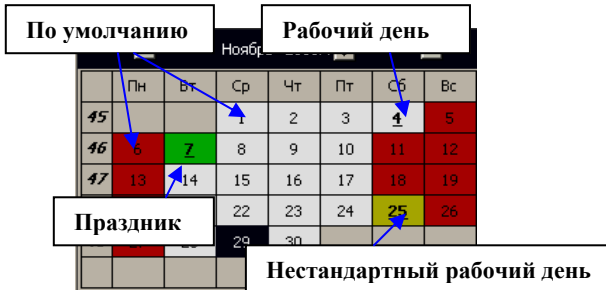 По умолчанию
Рабочий день
Ноябр
Пн Вт Ср Чт Пт Сб Вс
45 1 2 3 4 5
46 6 7 8 9 10 11 12
47 13 14 15 16 17 18 19
Праздник
22 23 24 25 26
29 30
Нестандартный рабочий день